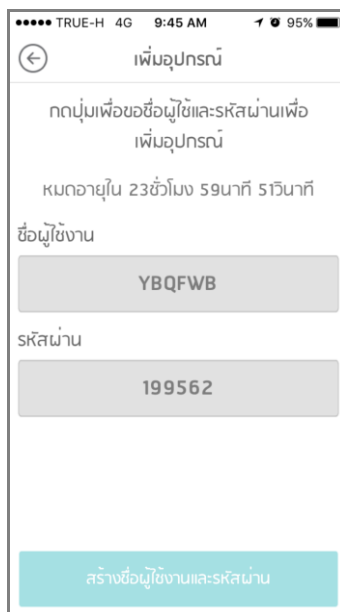 TRUE-H 4G 9:45 AM 95%
เพิ่มอุปกรณ์
กดปุ่มเพื่อขอชื่อผู้ใช้และรหัสผ่านเพื่อ
เพิ่มอุปกรณ์
หมดอายุใน 23ชั่วโมง 59นาที 51วินาที
ชื่อผู้ใช้งาน
YBQFWB
รหัสผ่าน
199562
สร้างชื่อผู้ใช้งานและรหัสผ่าน